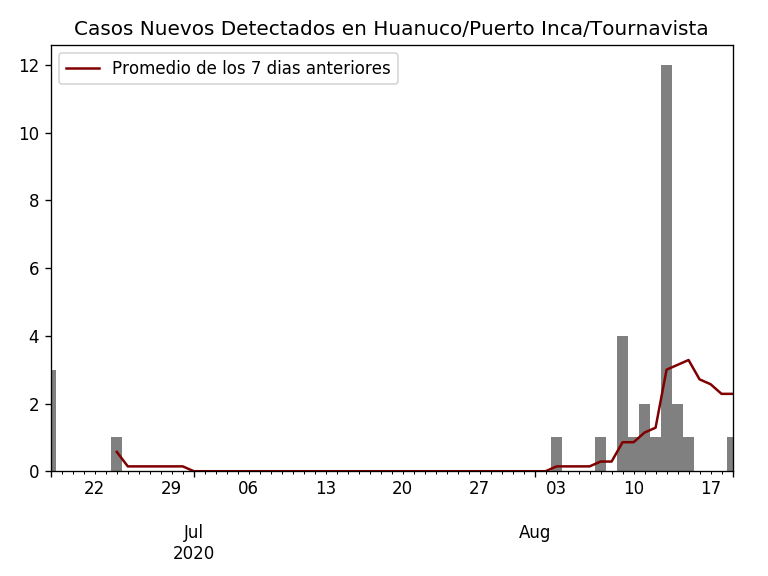 Casos Nuevos Detectados en Huanuco/Puerto Inca/Tournavista
Promedio de los 7 dias anteriores
12
10
8
6
4
2
0
22 29 06 13 20 27 03 10 17
Jul Aug
2020